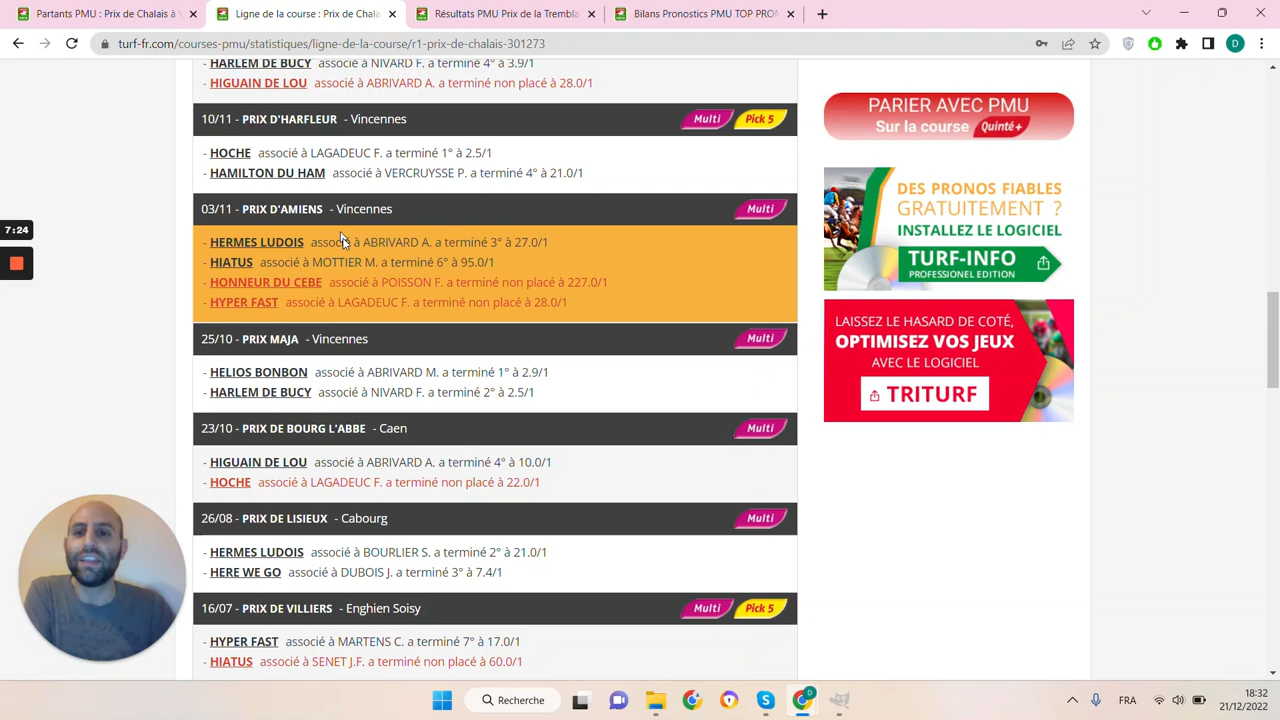 Partants PMU : Prix de Chalais à V
Ligne de la course : Prix de Chala
Résultats PMU Prix de la Trembla
Bilans Pronostics PMU TOP PRON
turf-fr.com/courses-pmu/statistiques/ligne-de-la-course/r1-prix-de-chalais-301273
D
- HARLEM DE BUCY associé à NIVARD F. a terminé 4° à 3.9/1
- HIGUAIN DE LOU associé à ABRIVARD A. a terminé non placé à 28.0/1
10/11 - PRIX D'HARFLEUR - Vincennes Multi Pick 5
- HOCHE associé à LAGADEUC F. a terminé 1° à 2.5/1
- HAMILTON DU HAM associé à VERCRUYSSE P. a terminé 4° à 21.0/1
03/11 - PRIX D'AMIENS - Vincennes Multi
- HERMES LUDOIS associé à ABRIVARD A. a terminé 3° à 27.0/1
- HIATUS associé à MOTTIER M. a terminé 6° à 95.0/1
- HONNEUR DU CEBE associé à POISSON F. a terminé non placé à 227.0/1
- HYPER FAST associé à LAGADEUC F. a terminé non placé à 28.0/1
25/10 - PRIX MAJA - Vincennes Multi
- HELIOS BONBON associé à ABRIVARD M. a terminé 1° à 2.9/1
- HARLEM DE BUCY associé à NIVARD F. a terminé 2° à 2.5/1
23/10 - PRIX DE BOURG L'ABBE - Caen Multi
- HIGUAIN DE LOU associé à ABRIVARD A. a terminé 4° à 10.0/1
- HOCHE associé à LAGADEUC F. a terminé non placé à 22.0/1
26/08 - PRIX DE LISIEUX - Cabourg Multi
- HERMES LUDOIS associé à BOURLIER S. a terminé 2° à 21.0/1
- HERE WE GO associé à DUBOIS J. a terminé 3° à 7.4/1
16/07 - PRIX DE VILLIERS - Enghien Soisy Multi Pick 5
- HYPER FAST associé à MARTENS C. a terminé 7° à 17.0/1
- HIATUS associé à SENET J.F. a terminé non placé à 60.0/1
PARIER AVEC PMU
Sur la course Quinté+
DES PRONOS FIABLES
GRATUITEMENT ?
INSTALLEZ LE LOGICIEL
TURF-INFO
PROFESSIONEL EDITION
LAISSEZ LE HASARD DE COTÉ,
OPTIMISEZ VOS JEUX
AVEC LE LOGICIEL
TRITURF
7:24
Recherche
D
FRA
18:32
21/12/2022